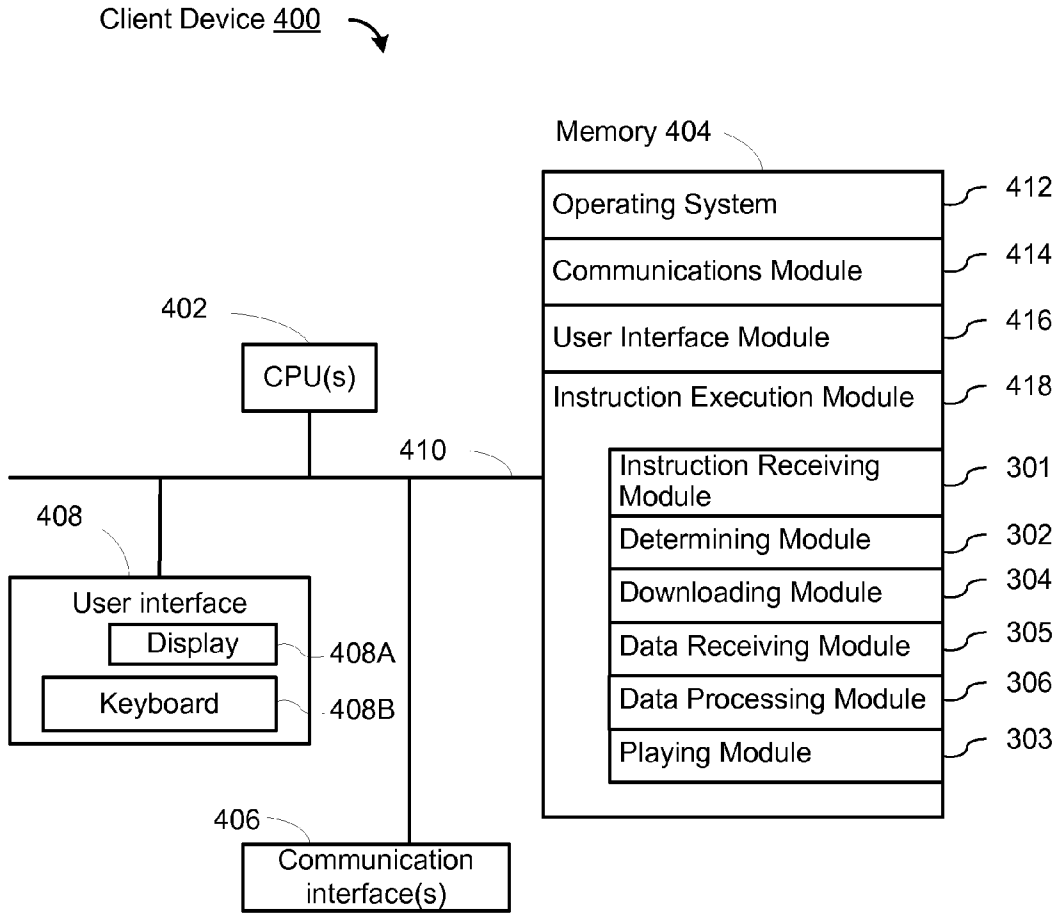 Client Device 400
Memory 404
Operating System
412
Communications Module
414
User Interface Module
416
Instruction Execution Module
418
Instruction Receiving
Module
301
Determining Module
302
Downloading Module
304
Data Receiving Module
305
Data Processing Module
306
Playing Module
303
402
CPU(s)
410
408
User interface
Display
408A
Keyboard
408B
406
Communication
interface(s)